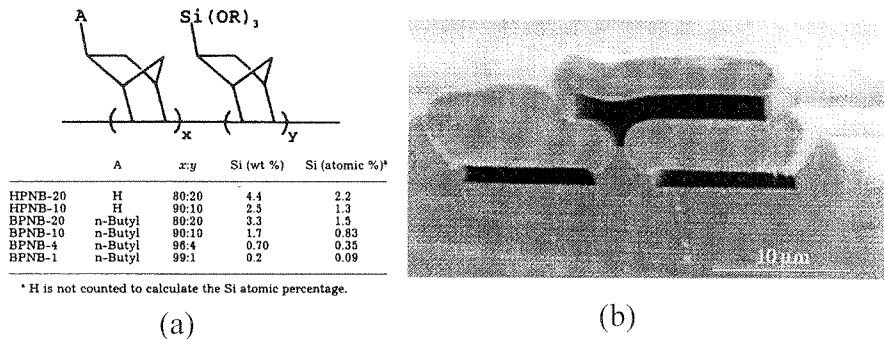 A Si(OR)3
x y
A x:y Si (wt %) Si (atomic %)a
HPNB-20 H 80:20 4.4 2.2
HPNB-10 H 90:10 2.5 1.3
BPNB-20 n-Butyl 80:20 3.3 1.5
BPNB-10 n-Butyl 90:10 1.7 0.83
BPNB-4 n-Butyl 96:4 0.70 0.35
BPNB-1 n-Butyl 99:1 0.2 0.09
a H is not counted to calculate the Si atomic percentage.
(a)
10 µm
(b)